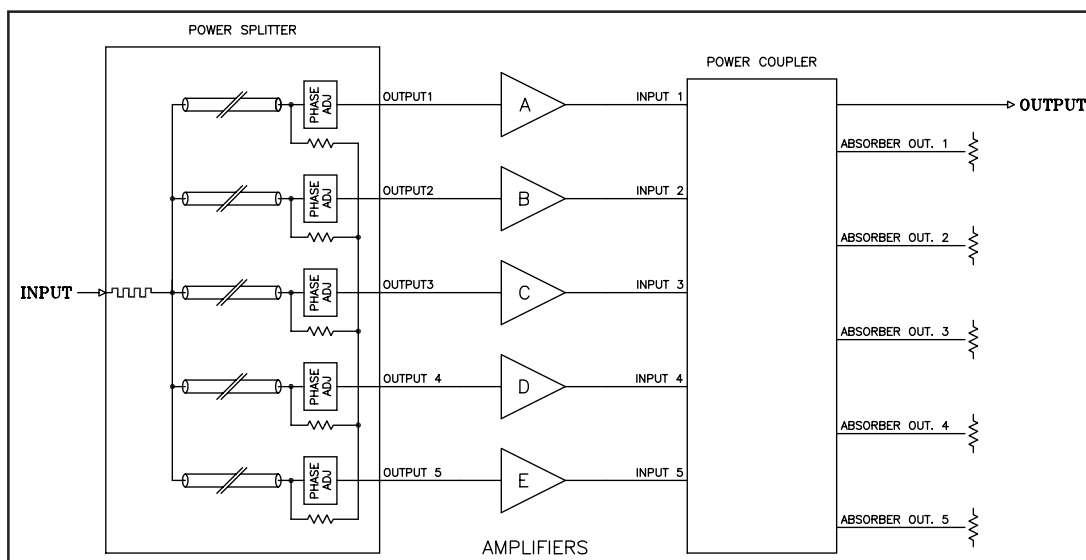 POWER SPLITTER
POWER COUPLER
PHASE ADJ
OUTPUT1
A
INPUT 1
OUTPUT
ABSORBER OUT. 1
PHASE ADJ
OUTPUT2
B
INPUT 2
ABSORBER OUT. 2
INPUT
PHASE ADJ
OUTPUT3
C
INPUT 3
ABSORBER OUT. 3
PHASE ADJ
OUTPUT 4
D
INPUT 4
ABSORBER OUT. 4
PHASE ADJ
OUTPUT 5
E
INPUT 5
ABSORBER OUT. 5
AMPLIFIERS